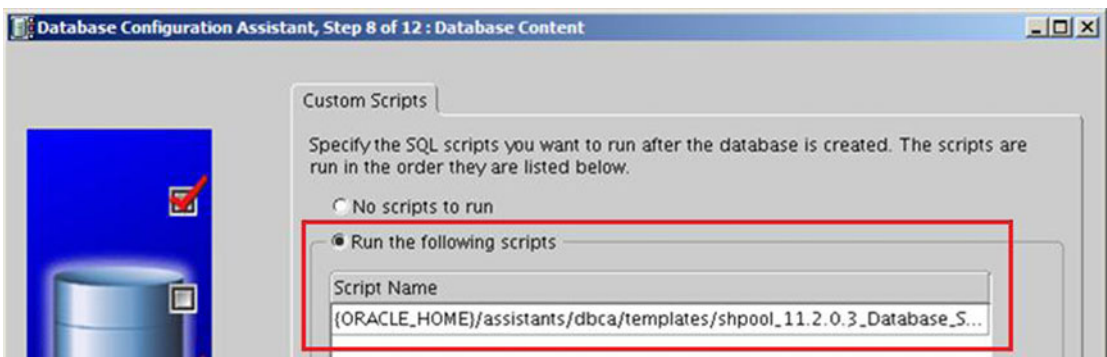 Database Configuration Assistant, Step 8 of 12 : Database Content
Custom Scripts
Specify the SQL scripts you want to run after the database is created. The scripts are
run in the order they are listed below.
No scripts to run
Run the following scripts
Script Name
{ORACLE_HOME}/assistants/dbca/templates/shpool_11.2.0.3_Database_S...